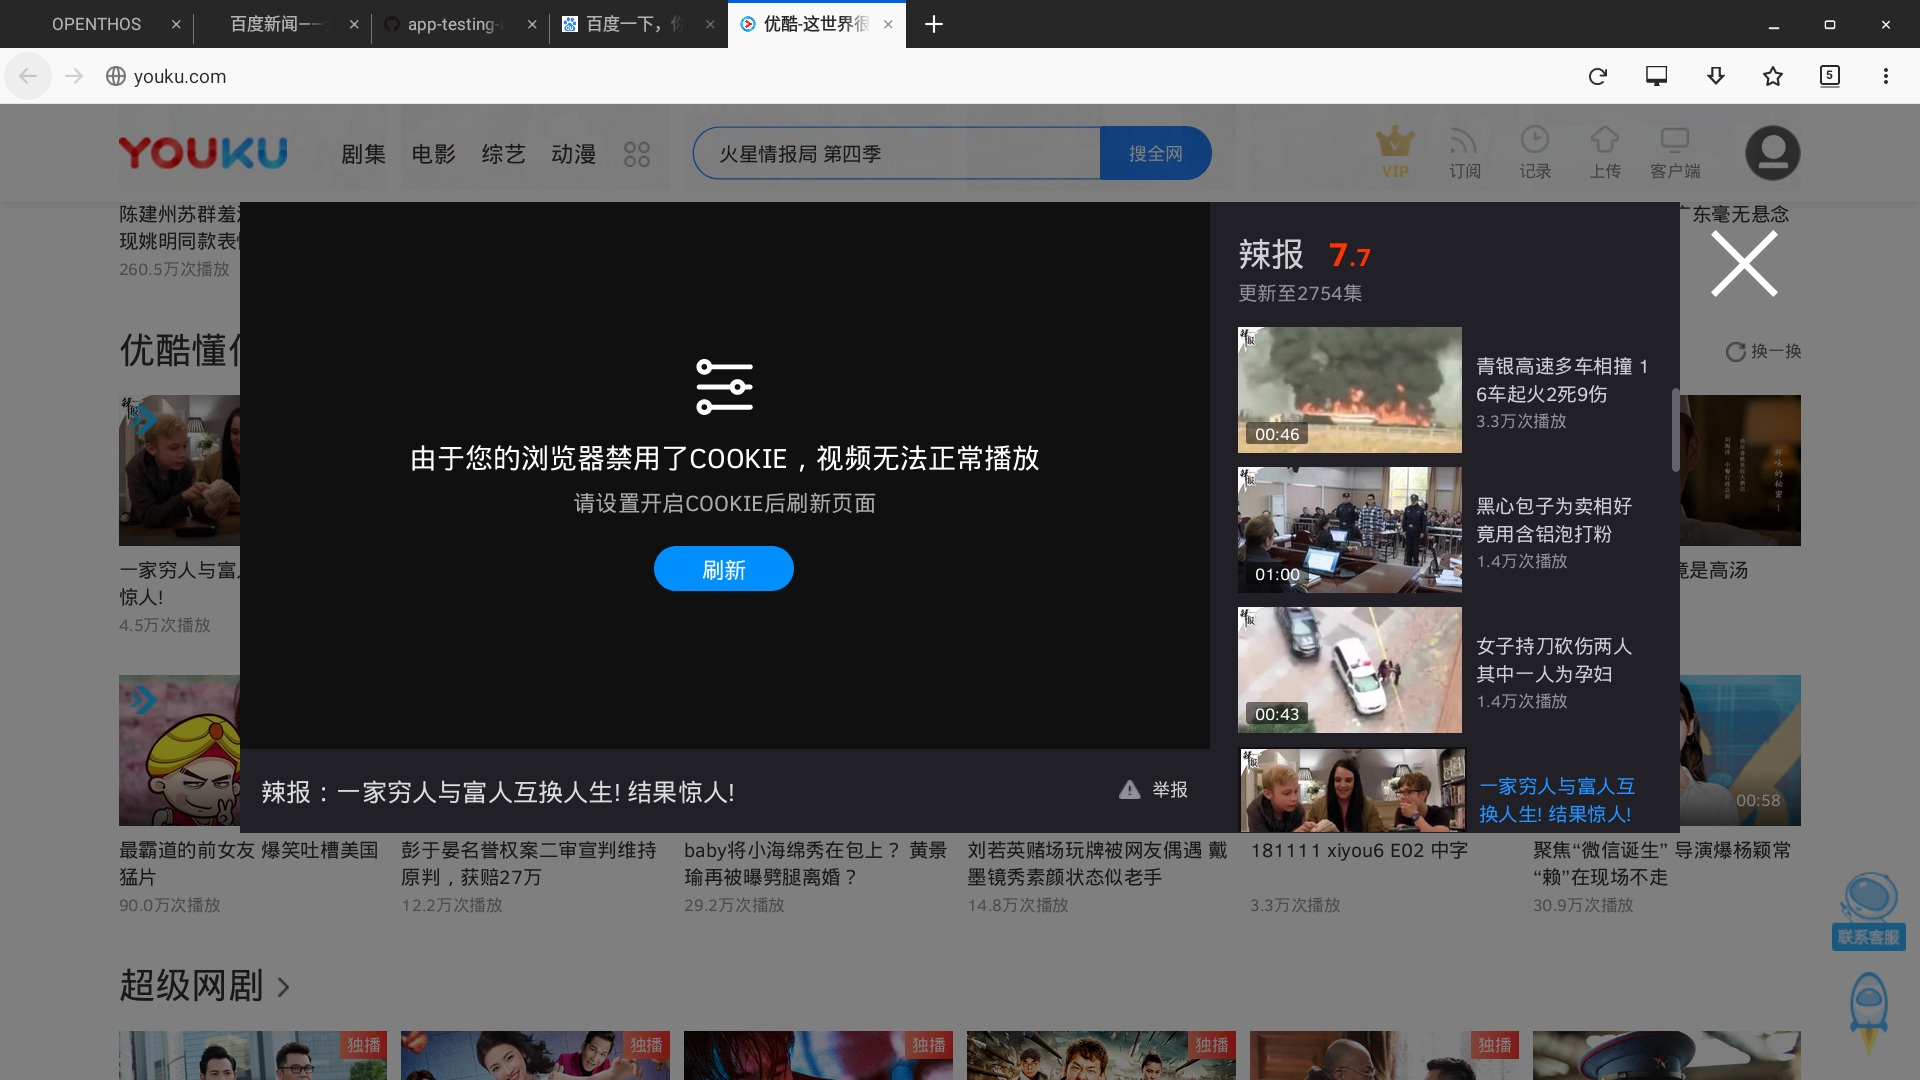 OPENTHOS
百度新闻——
app-testing-
百度一下，
优酷-这世界很
youku.com
5
YOUKU
剧集
电影
综艺
动漫
火星情报局 第四季
搜全网
VIP
订阅
记录
上传
客户端
陈建州苏群羞
现姚明同款表
260.5万次播放
东毫无悬念
辣报 7.7
更新至2754集
优酷懂
换一换
青银高速多车相撞 1
6车起火2死9伤
3.3万次播放
00:46
由于您的浏览器禁用了COOKIE，视频无法正常播放
请设置开启COOKIE后刷新页面
刷新
黑心包子为卖相好
竟用含铝泡打粉
1.4万次播放
01:00
一家穷人与富
惊人!
4.5万次播放
竟是高汤
女子持刀砍伤两人
其中一人为孕妇
1.4万次播放
00:43
辣报：一家穷人与富人互换人生! 结果惊人!
举报
一家穷人与富人互
换人生! 结果惊人!
00:58
最霸道的前女友 爆笑吐槽美国
猛片
90.0万次播放
彭于晏名誉权案二审宣判维持
原判，获赔27万
12.2万次播放
baby将小海绵秀在包上？ 黄景
瑜再被曝劈腿离婚？
29.2万次播放
刘若英赌场玩牌被网友偶遇 戴
墨镜秀素颜状态似老手
14.8万次播放
181111 xiyou6 E02 中字
3.3万次播放
聚焦“微信诞生” 导演爆杨颖常
“赖”在现场不走
30.9万次播放
联系客服
超级网剧
独播
独播
独播
独播
独播